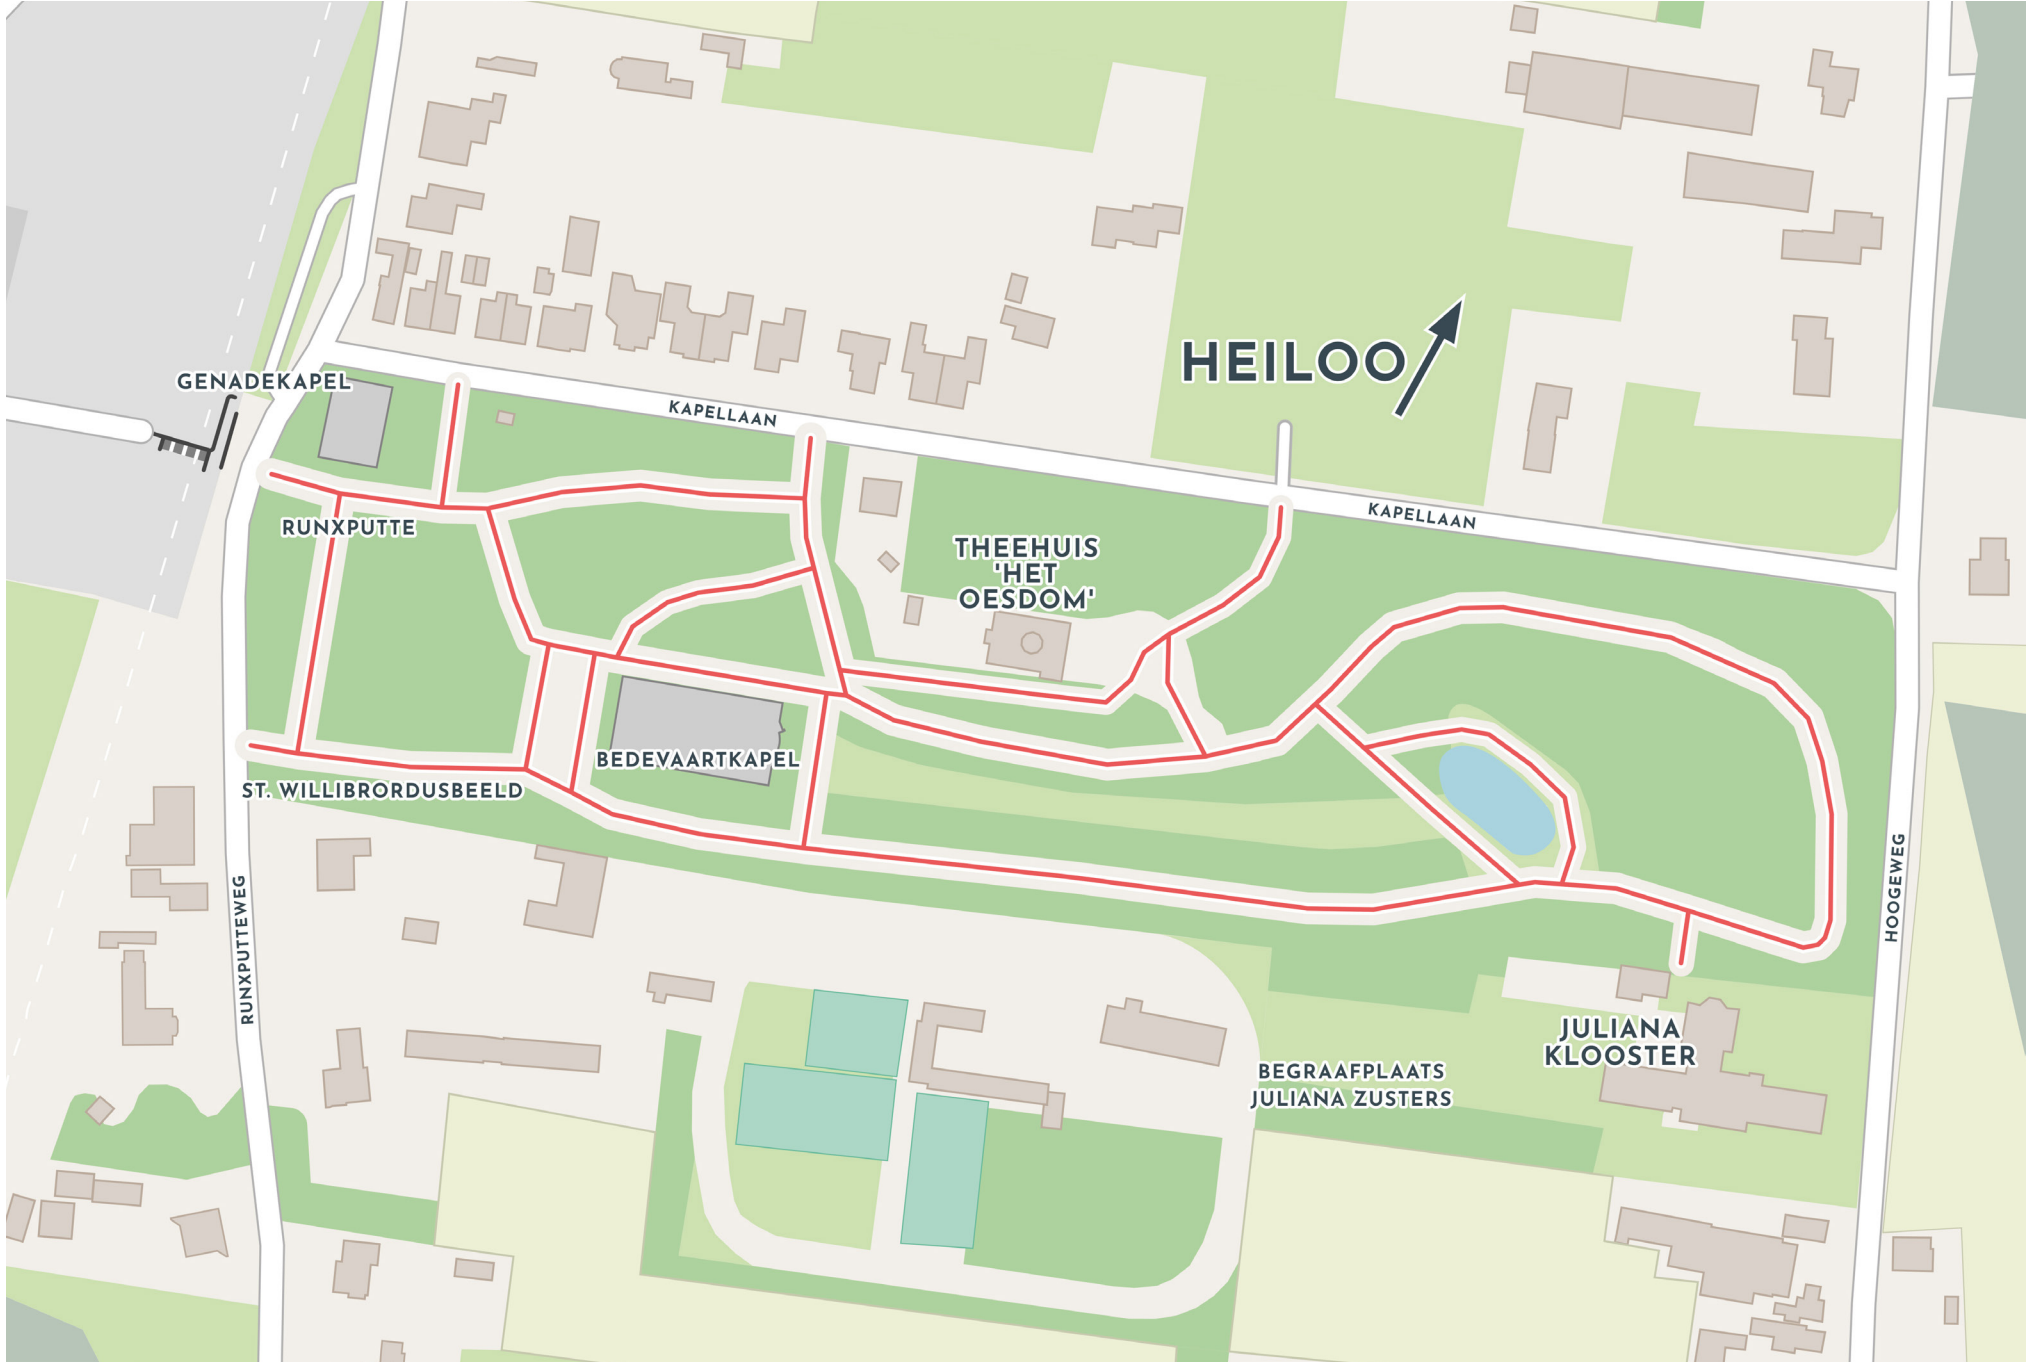 HEILOO
GENADEKAPEL
KAPELLAAN
KAPELLAAN
RUNXPUTTE
THEEHUIS
'HET
OESDOM'
BEDEVAARTKAPEL
ST. WILLIBRORDUSBEELD
RUNXPUTTEWEG
HOOGEWEG
JULIANA
KLOOSTER
BEGRAAFPLAATS
JULIANA ZUSTERS